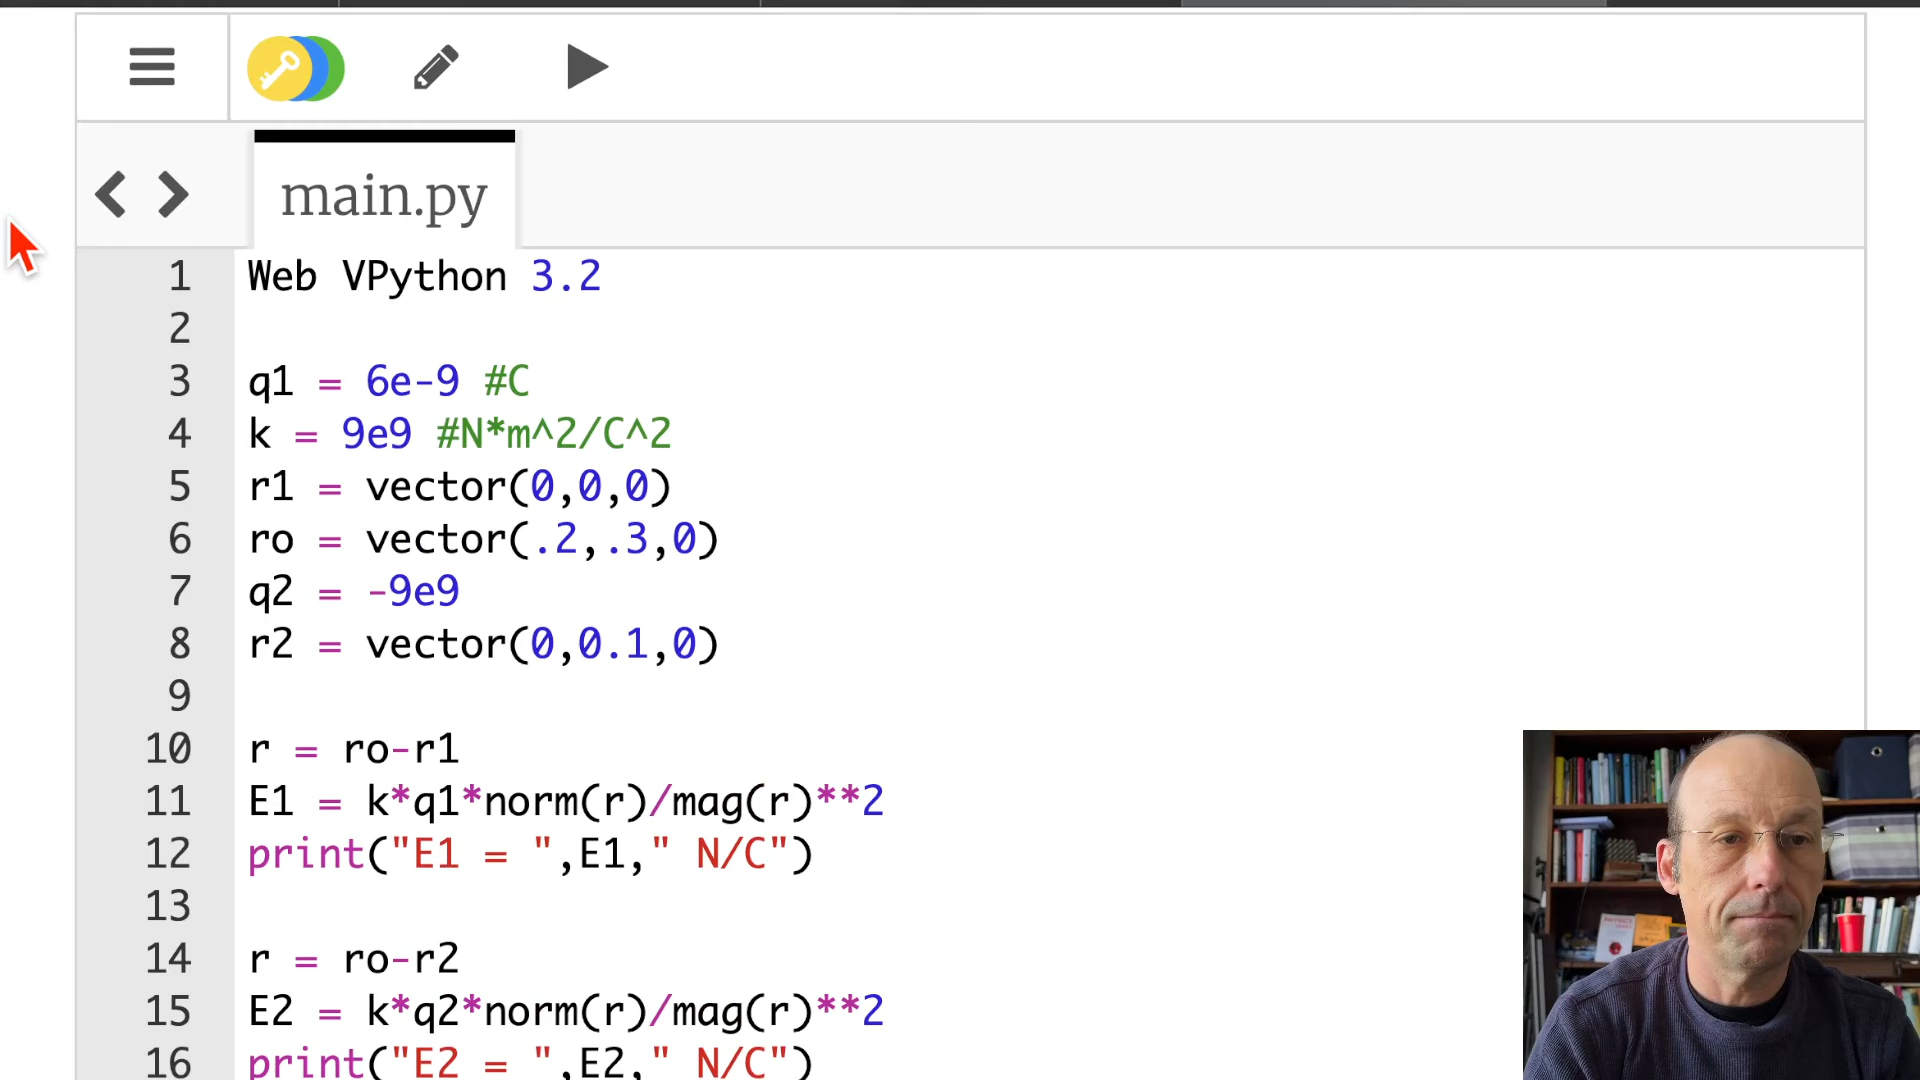 main.py
1 Web VPython 3.2
2
3 q1 = 6e-9 #C
4 k = 9e9 #N*m^2/C^2
5 r1 = vector(0,0,0)
6 ro = vector(.2,.3,0)
7 q2 = -9e9
8 r2 = vector(0,0.1,0)
9
10 r = ro-r1
11 E1 = k*q1*norm(r)/mag(r)**2
12 print("E1 = ",E1," N/C")
13
14 r = ro-r2
15 E2 = k*q2*norm(r)/mag(r)**2
16 print("E2 = ",E2," N/C")